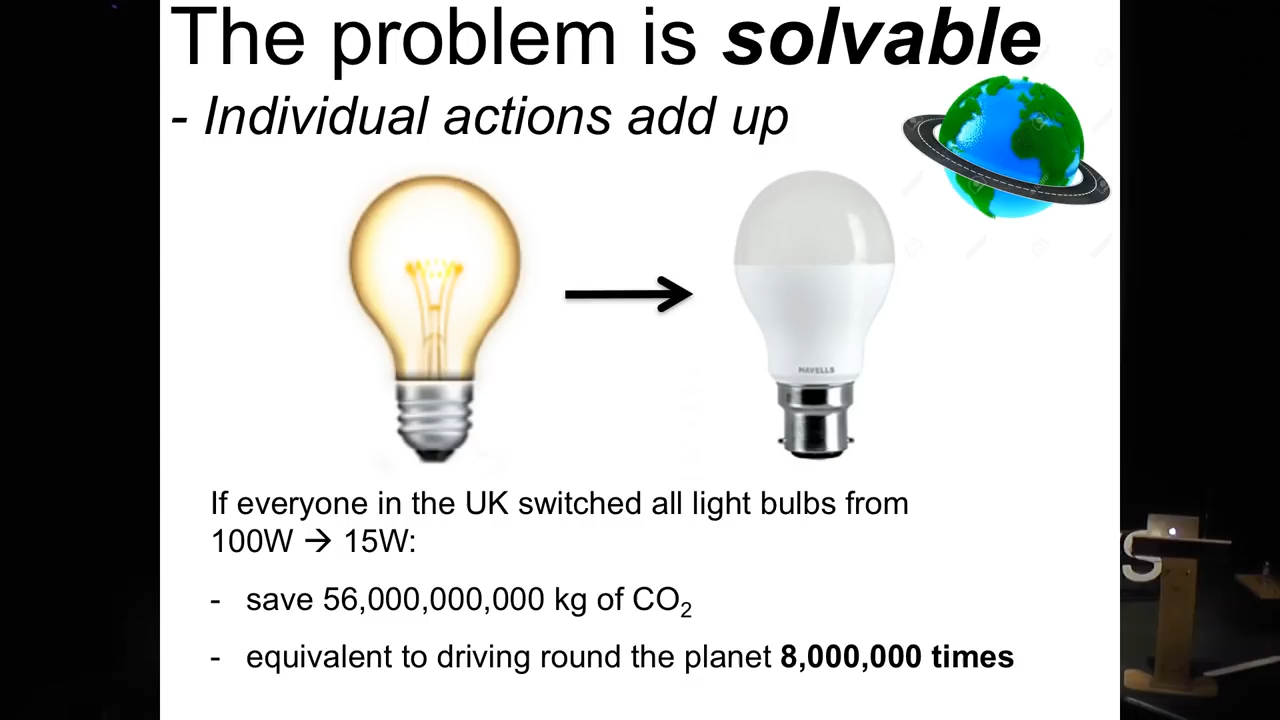 The problem is solvable
- Individual actions add up
HAVELLS
If everyone in the UK switched all light bulbs from
100W → 15W:
- save 56,000,000,000 kg of CO₂
- equivalent to driving round the planet 8,000,000 times
S